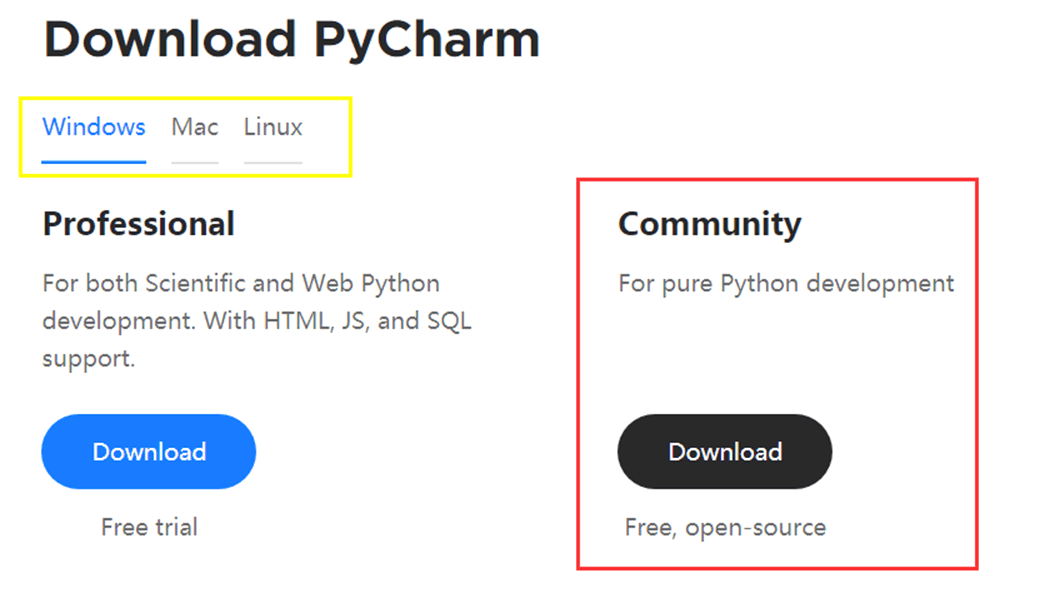 Download PyCharm
Windows Mac Linux
Professional
For both Scientific and Web Python
development. With HTML, JS, and SQL
support.
Download
Free trial
Community
For pure Python development
Download
Free, open-source